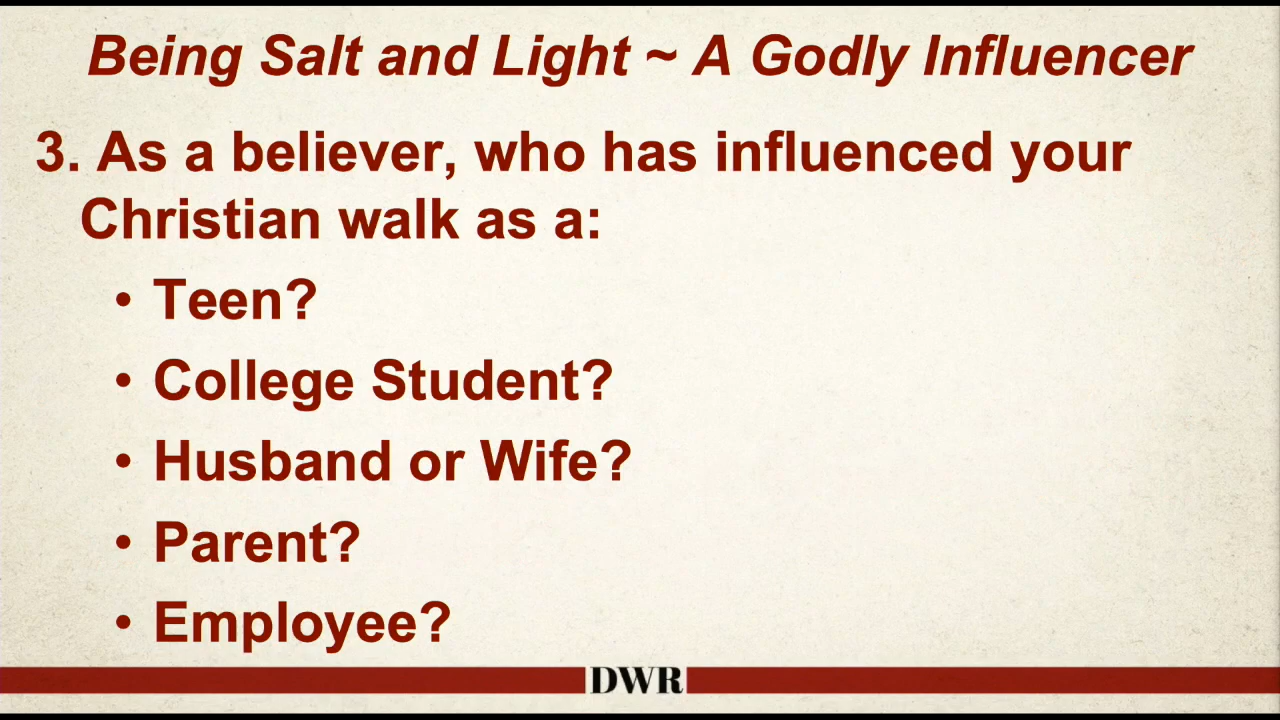 Being Salt and Light ~ A Godly Influencer
3. As a believer, who has influenced your
Christian walk as a:
• Teen?
• College Student?
• Husband or Wife?
• Parent?
• Employee?
DWR